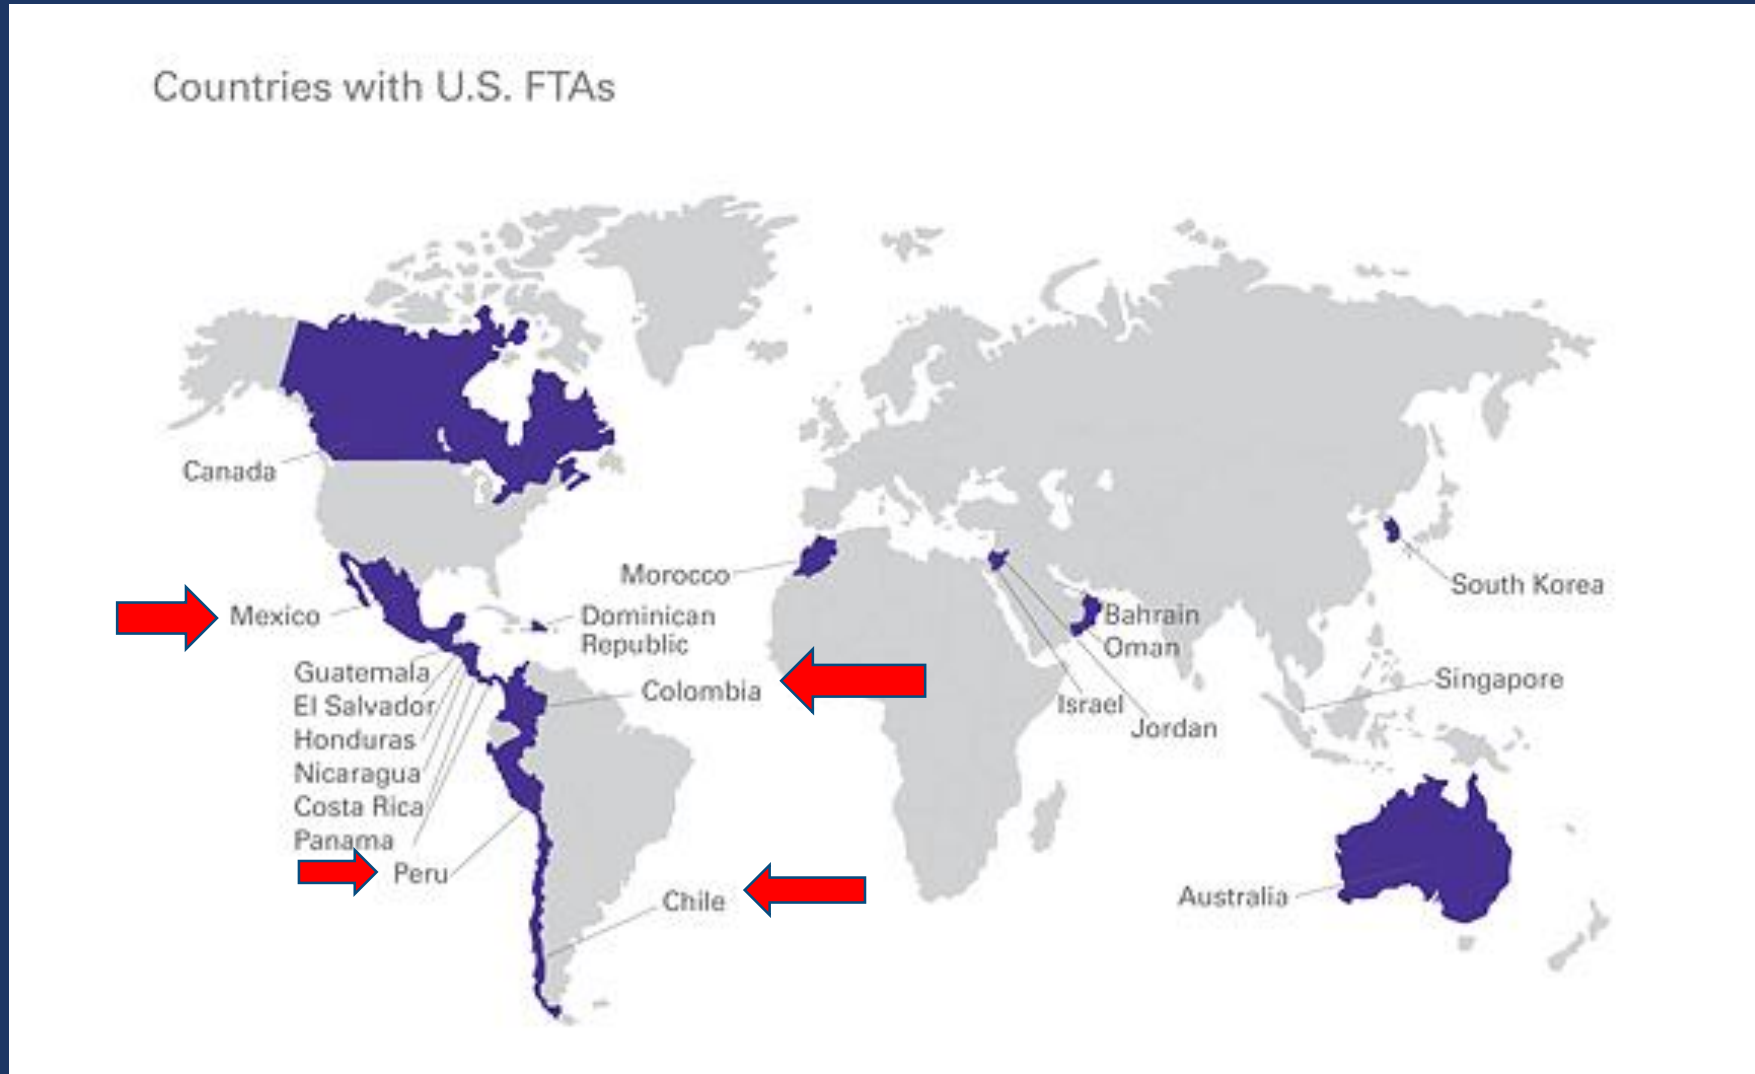 Countries with U.S. FTAs
Canada
Mexico
Guatemala
El Salvador
Honduras
Nicaragua
Costa Rica
Panama
Peru
Dominican
Republic
Colombia
Chile
Morocco
Bahrain
Oman
Israel
Jordan
South Korea
Singapore
Australia